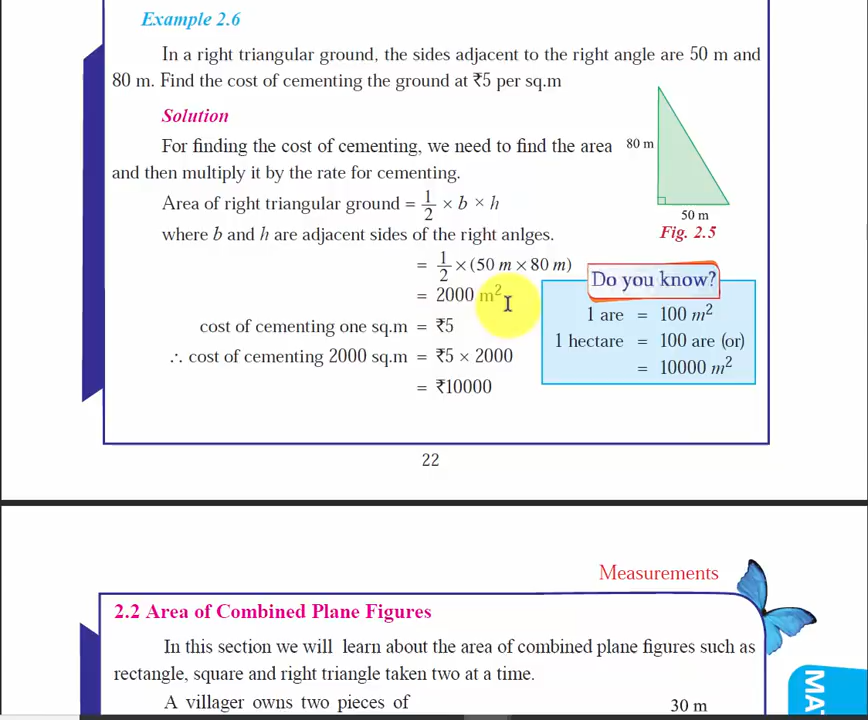 Example 2.6
In a right triangular ground, the sides adjacent to the right angle are 50 m and
80 m. Find the cost of cementing the ground at ₹5 per sq.m
Solution
For finding the cost of cementing, we need to find the area
and then multiply it by the rate for cementing.
80 m
Area of right triangular ground = 1/2 × b × h
50 m
where b and h are adjacent sides of the right anlges.
Fig. 2.5
= 1/2 × (50 m × 80 m)
= 2000 m²
cost of cementing one sq.m = ₹5
∴ cost of cementing 2000 sq.m = ₹5 × 2000
= ₹10000
Do you know?
1 are = 100 m²
1 hectare = 100 are (or)
= 10000 m²
22
Measurements
2.2 Area of Combined Plane Figures
In this section we will learn about the area of combined plane figures such as
rectangle, square and right triangle taken two at a time.
A villager owns two pieces of
30 m